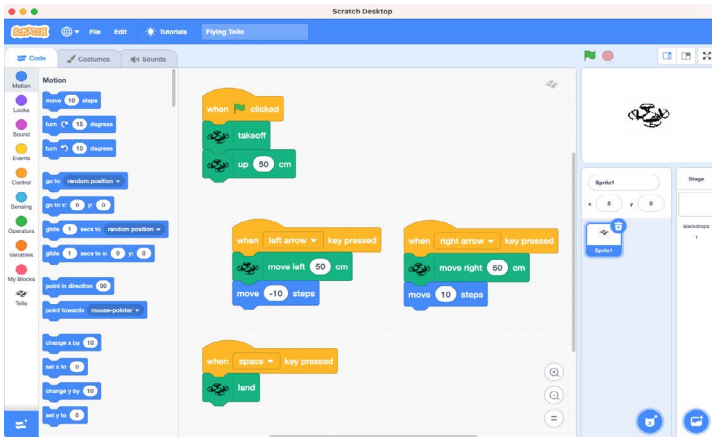 Scratch Desktop
SCRATCH File Edit Tutorials Flying Tello
Code Costumes Sounds
Motion
Looks
Sound
Events
Control
Sensing
Operators
Variables
My Blocks
Tello
Motion
move 10 steps
turn 15 degrees
turn 15 degrees
go to random position
go to x: 0 y: 0
glide 1 secs to random position
glide 1 secs to x: 0 y: 0
point in direction 90
point towards mouse-pointer
change x by 10
set x to 0
change y by 10
set y to 0
when clicked
takeoff
up 50 cm
when left arrow key pressed
move left 50 cm
move -10 steps
when right arrow key pressed
move right 50 cm
move 10 steps
when space key pressed
land
Sprite1
x 0 y 0
Sprite1
Stage
Backdrops
1